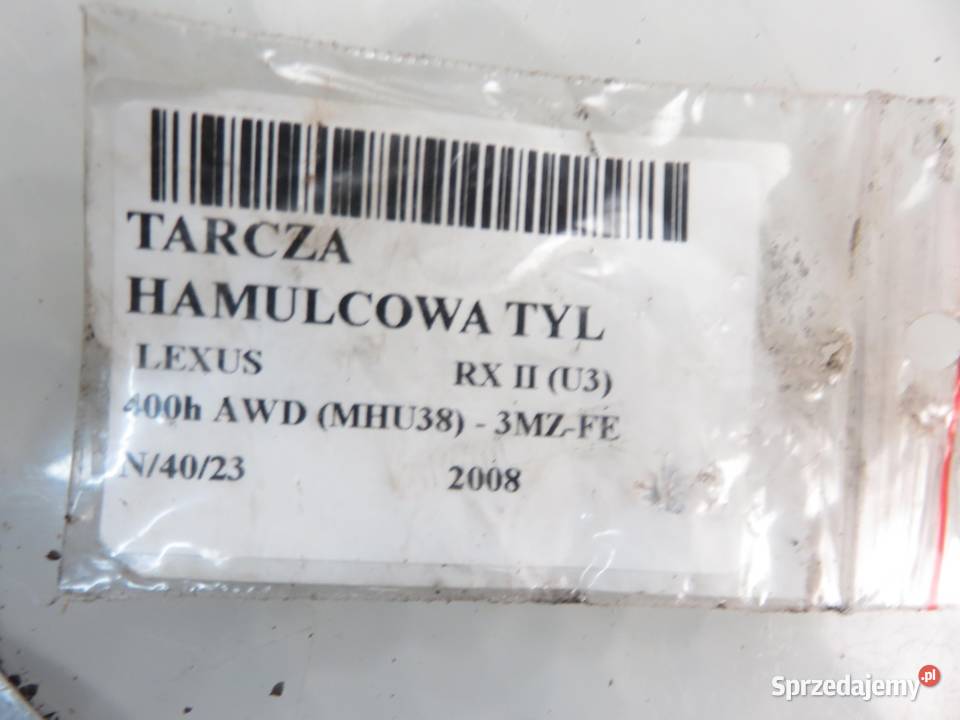 TARCZA
HAMULCOWA TYL
LEXUS RX II (U3)
400h AWD (MHU38) - 3MZ-FE
N/40/23 2008
Sprzedajemy.pl